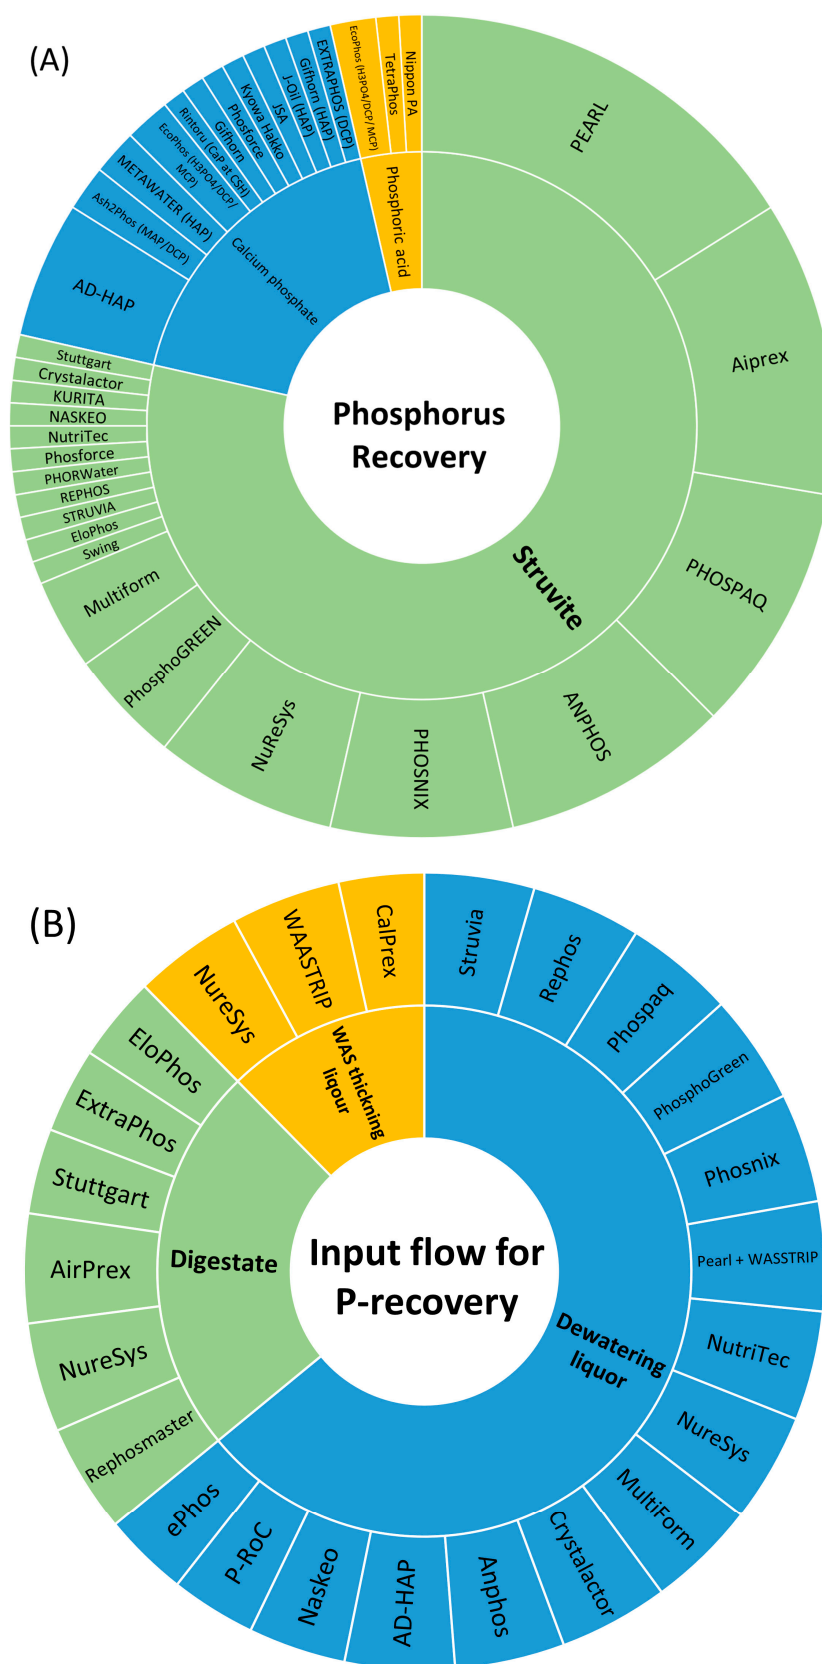 (A)
PEARL
Aiprex
PHOSPAQ
ANPHOS
PHOSNIX
NuReSys
PhosphoGREEN
Multiform
Swing
EloPhos
STRUVIA
REPHOS
PHORWater
Phosforce
NutriTec
NASKEO
KURITA
Crystalactor
Stuttgart
AD-HAP
Ash2Phos (MAP/DCP)
METAWATER (HAP)
EcoPhos (H3PO4/DCP/
MCP)
Rintoru (CaP at CSH)
Gifhorn
Phosforce
Kyowa Hakko
JSA
J-Oil (HAP)
Gifhorn (HAP)
EXTRAPHOS (DCP)
EcoPhos (H3PO4/DCP/MCP)
TetraPhos
Nippon PA
Struvite
Calcium phosphate
Phosphoric acid
Phosphorus
Recovery
(B)
Struvia
Rephos
Phospaq
PhosphoGreen
Phosnix
Pearl + WASSTRIP
NutriTec
NureSys
MultiForm
Crystalactor
Anphos
AD-HAP
Naskeo
P-RoC
ePhos
Rephosmaster
NureSys
AirPrex
Stuttgart
ExtraPhos
EloPhos
NureSys
WAASTRIP
CalPrex
Dewatering
liquor
Digestate
WAS thickning
liqour
Input flow for
P-recovery